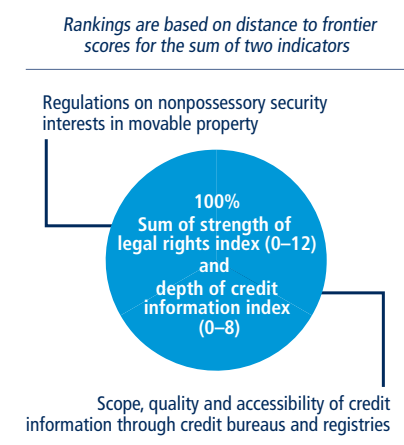 Rankings are based on distance to frontier
scores for the sum of two indicators
Regulations on nonpossessory security
interests in movable property
100%
Sum of strength of
legal rights index (0–12)
and
depth of credit
information index
(0–8)
Scope, quality and accessibility of credit
information through credit bureaus and registries